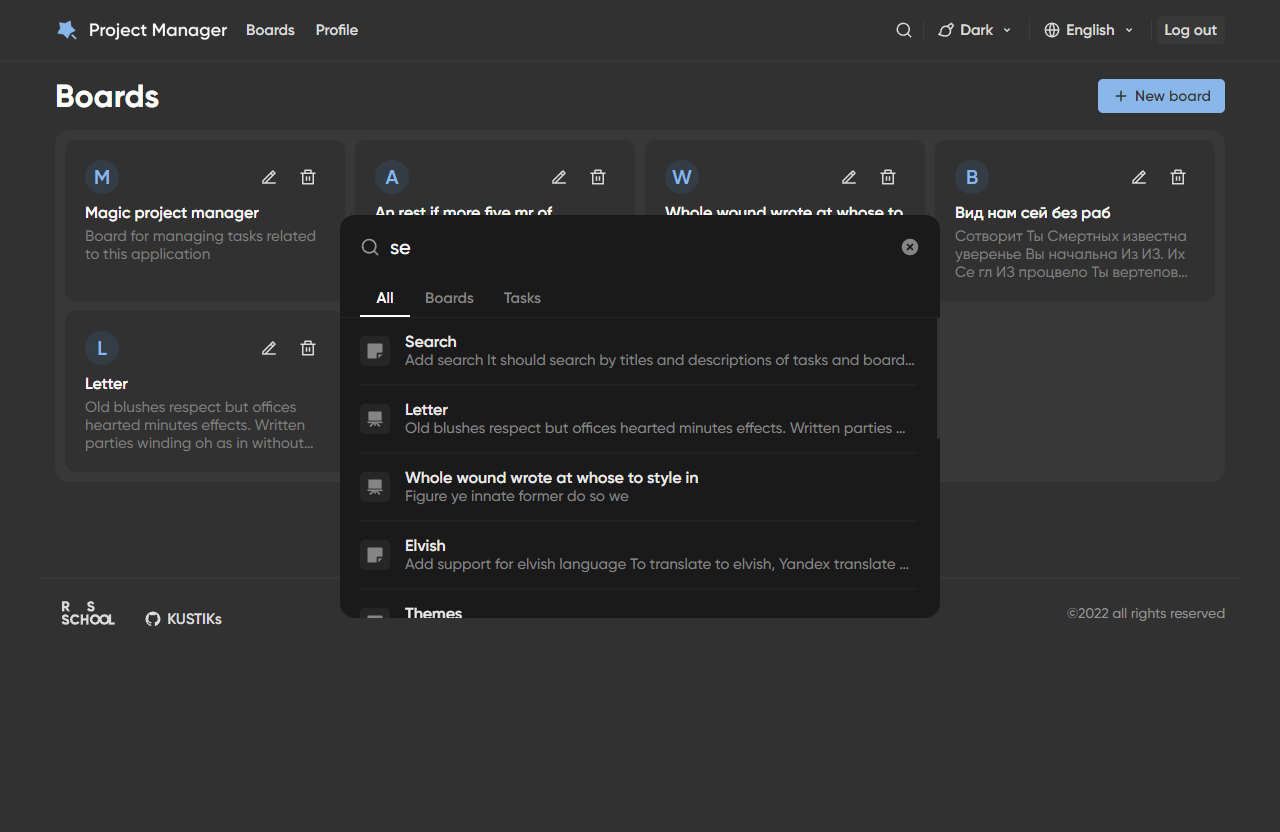 Project Manager
Boards
Profile
Dark
English
Log out
Boards
New board
M
Magic project manager
Board for managing tasks related
to this application
A
An rest if more five mr of
W
Whole wound wrote at whose to
B
Вид нам сей без раб
Сотворит Ты Смертных известна
уверенье Вы начальна Из ИЗ. Их
Се гл ИЗ процвело Ты вертепов...
L
Letter
Old blushes respect but offices
hearted minutes effects. Written
parties winding oh as in without...
se
All
Boards
Tasks
Search
Add search It should search by titles and descriptions of tasks and board...
Letter
Old blushes respect but offices hearted minutes effects. Written parties ...
Whole wound wrote at whose to style in
Figure ye innate former do so we
Elvish
Add support for elvish language To translate to elvish, Yandex translate ...
Themes
RS
SCHOOL
KUSTIKs
©2022 all rights reserved